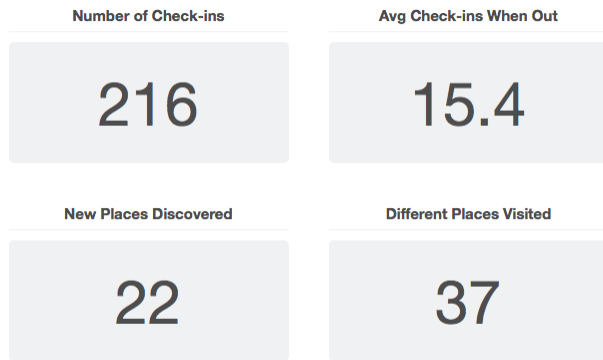 Number of Check-ins
Avg Check-ins When Out
216
15.4
New Places Discovered
Different Places Visited
22
37